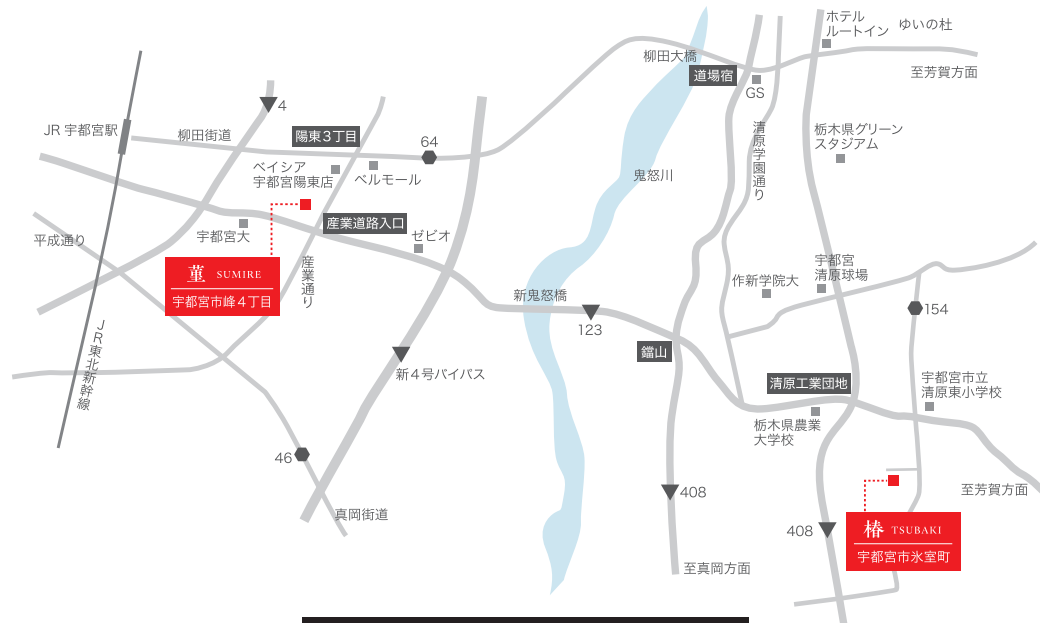 ホテル
ルートイン
ゆいの杜
柳田大橋
道場宿
至芳賀方面
GS
4
JR 宇都宮駅
柳田街道
陽東3丁目
64
清原学園通り
栃木県グリーン
スタジアム
ベイシア
宇都宮陽東店
ベルモール
鬼怒川
産業道路入口
宇都宮大
ゼビオ
平成通り
菫 SUMIRE
宇都宮市峰4丁目
産業通り
宇都宮
清原球場
作新学院大
新鬼怒橋
123
154
JR東北新幹線
鐺山
新4号バイパス
清原工業団地
宇都宮市立
清原東小学校
栃木県農業
大学校
46
408
至芳賀方面
真岡街道
408
椿 TSUBAKI
宇都宮市氷室町
至真岡方面